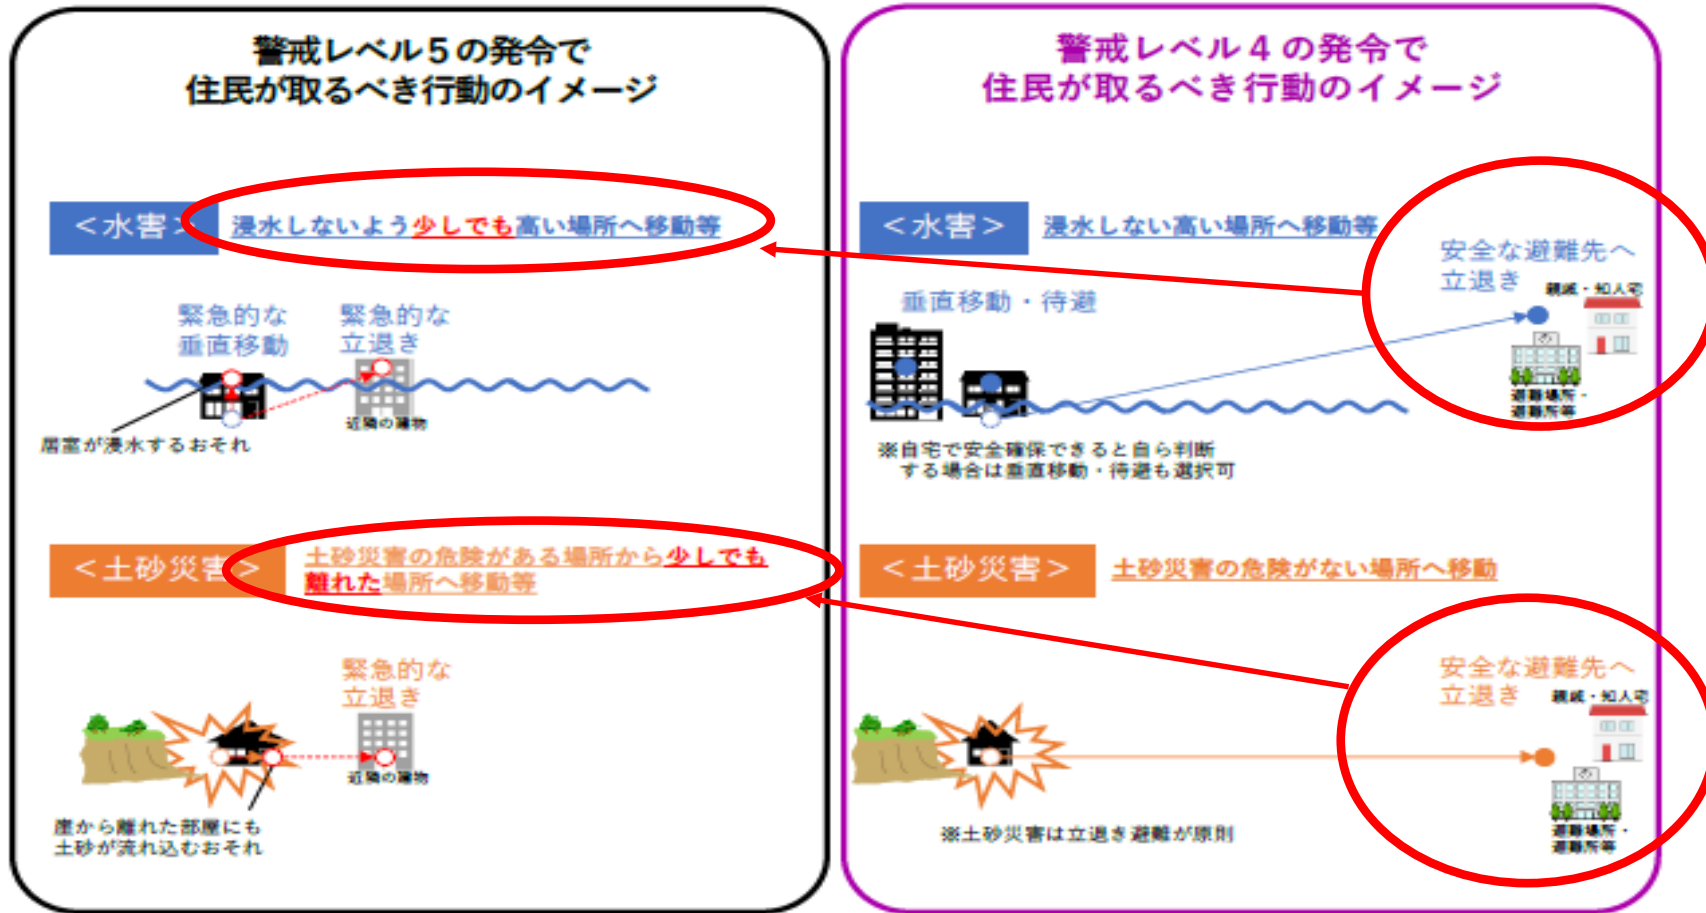 警戒レベル５の発令で
住民が取るべき行動のイメージ
＜水害＞
浸水しないよう少しでも高い場所へ移動等
緊急的な
垂直移動
緊急的な
立退き
近隣の建物
居室が浸水するおそれ
＜土砂災害＞
土砂災害の危険がある場所から少しでも
離れた場所へ移動等
緊急的な
立退き
近隣の建物
崖から離れた部屋にも
土砂が流れ込むおそれ
警戒レベル４の発令で
住民が取るべき行動のイメージ
＜水害＞
浸水しない高い場所へ移動等
安全な避難先へ
立退き
親戚・知人宅
垂直移動・待避
避難場所・
避難所等
※自宅で安全確保できると自ら判断
する場合は垂直移動・待避も選択可
＜土砂災害＞
土砂災害の危険がない場所へ移動
安全な避難先へ
立退き
親戚・知人宅
避難場所・
避難所等
※土砂災害は立退き避難が原則